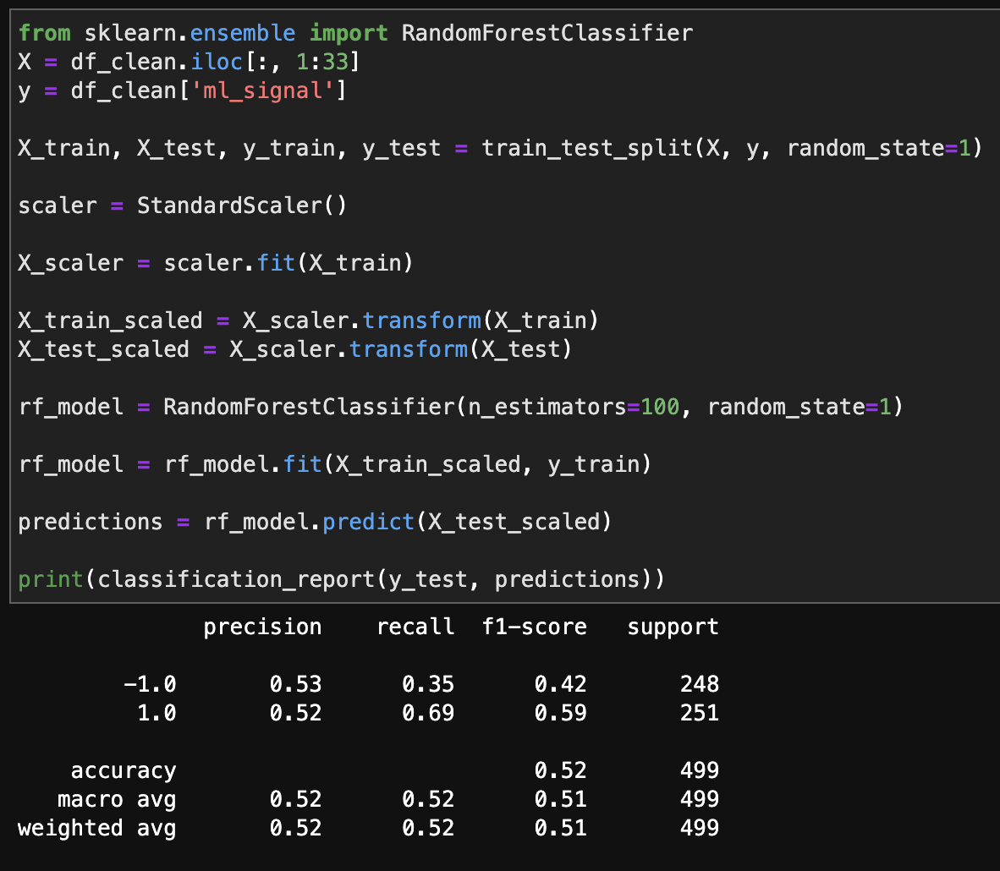 from sklearn.ensemble import RandomForestClassifier
X = df_clean.iloc[:, 1:33]
y = df_clean['ml_signal']
X_train, X_test, y_train, y_test = train_test_split(X, y, random_state=1)
scaler = StandardScaler()
X_scaler = scaler.fit(X_train)
X_train_scaled = X_scaler.transform(X_train)
X_test_scaled = X_scaler.transform(X_test)
rf_model = RandomForestClassifier(n_estimators=100, random_state=1)
rf_model = rf_model.fit(X_train_scaled, y_train)
predictions = rf_model.predict(X_test_scaled)
print(classification_report(y_test, predictions))
precision recall f1-score support
-1.0 0.53 0.35 0.42 248
1.0 0.52 0.69 0.59 251
accuracy 0.52 499
macro avg 0.52 0.52 0.51 499
weighted avg 0.52 0.52 0.51 499